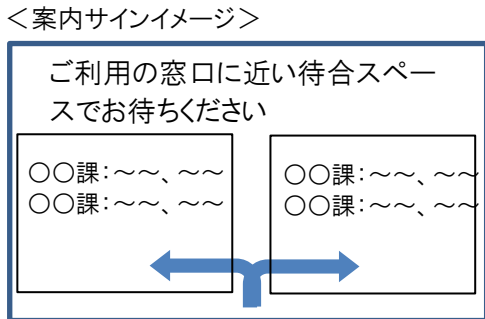 ＜案内サインイメージ＞
ご利用の窓口に近い待合スペー
スでお待ちください
○○課：～～、～～
○○課：～～、～～
○○課：～～、～～
○○課：～～、～～